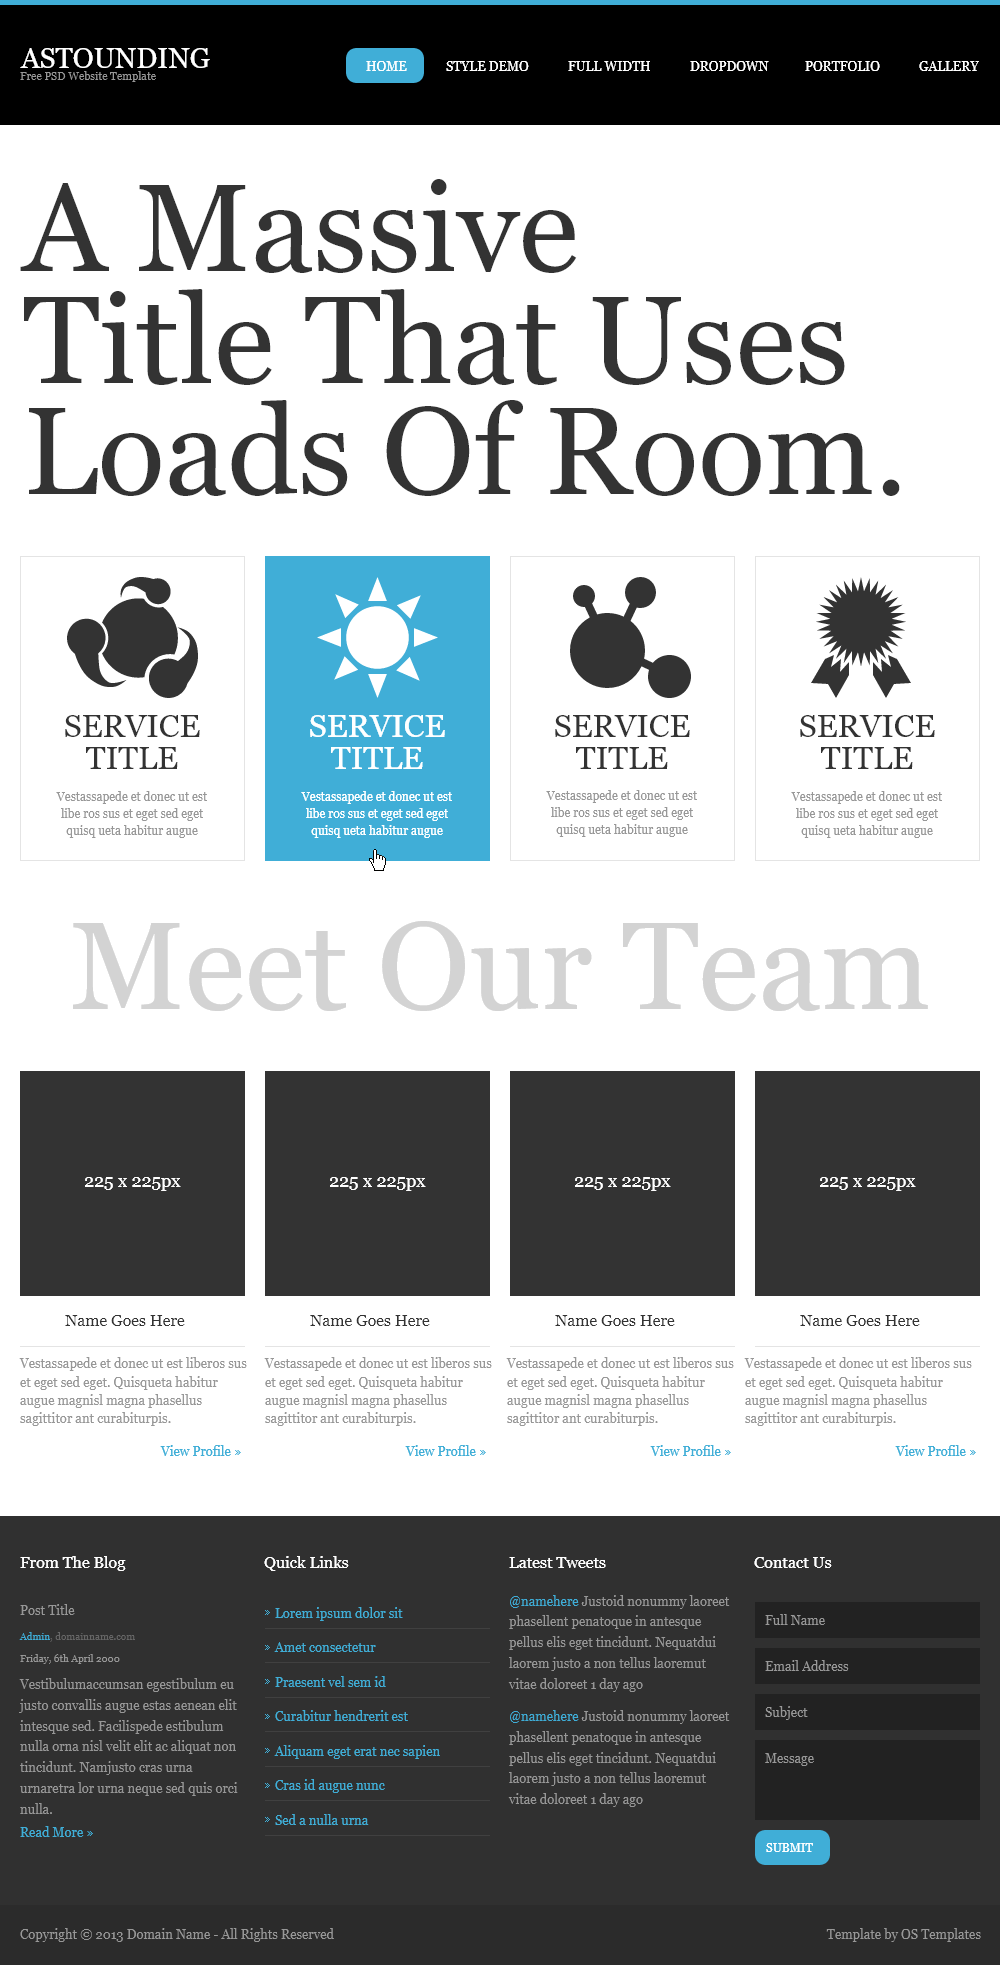 ASTOUNDING
Free PSD Website Template
HOME
STYLE DEMO
FULL WIDTH
DROPDOWN
PORTFOLIO
GALLERY
A Massive
Title That Uses
Loads Of Room.
SERVICE
TITLE
Vestassapede et donec ut est
libe ros sus et eget sed eget
quisq ueta habitur augue
SERVICE
TITLE
Vestassapede et donec ut est
libe ros sus et eget sed eget
quisq ueta habitur augue
SERVICE
TITLE
Vestassapede et donec ut est
libe ros sus et eget sed eget
quisq ueta habitur augue
SERVICE
TITLE
Vestassapede et donec ut est
libe ros sus et eget sed eget
quisq ueta habitur augue
Meet Our Team
225 x 225px
Name Goes Here
Vestassapede et donec ut est liberos sus
et eget sed eget. Quisqueta habitur
augue magnisl magna phasellus
sagittitor ant curabiturpis.
View Profile »
225 x 225px
Name Goes Here
Vestassapede et donec ut est liberos sus
et eget sed eget. Quisqueta habitur
augue magnisl magna phasellus
sagittitor ant curabiturpis.
View Profile »
225 x 225px
Name Goes Here
Vestassapede et donec ut est liberos sus
et eget sed eget. Quisqueta habitur
augue magnisl magna phasellus
sagittitor ant curabiturpis.
View Profile »
225 x 225px
Name Goes Here
Vestassapede et donec ut est liberos sus
et eget sed eget. Quisqueta habitur
augue magnisl magna phasellus
sagittitor ant curabiturpis.
View Profile »
From The Blog
Post Title
Admin, domainname.com
Friday, 6th April 2000
Vestibulumaccumsan egestibulum eu
justo convallis augue estas aenean elit
intesque sed. Facilispede estibulum
nulla orna nisl velit elit ac aliquat non
tincidunt. Namjusto cras urna
urnaretra lor urna neque sed quis orci
nulla.
Read More »
Quick Links
» Lorem ipsum dolor sit
» Amet consectetur
» Praesent vel sem id
» Curabitur hendrerit est
» Aliquam eget erat nec sapien
» Cras id augue nunc
» Sed a nulla urna
Latest Tweets
@namehere Justoid nonummy laoreet
phasellent penatoque in antesque
pellus elis eget tincidunt. Nequatdui
laorem justo a non tellus laoremut
vitae doloreet 1 day ago
@namehere Justoid nonummy laoreet
phasellent penatoque in antesque
pellus elis eget tincidunt. Nequatdui
laorem justo a non tellus laoremut
vitae doloreet 1 day ago
Contact Us
Full Name
Email Address
Subject
Message
SUBMIT
Copyright © 2013 Domain Name - All Rights Reserved
Template by OS Templates